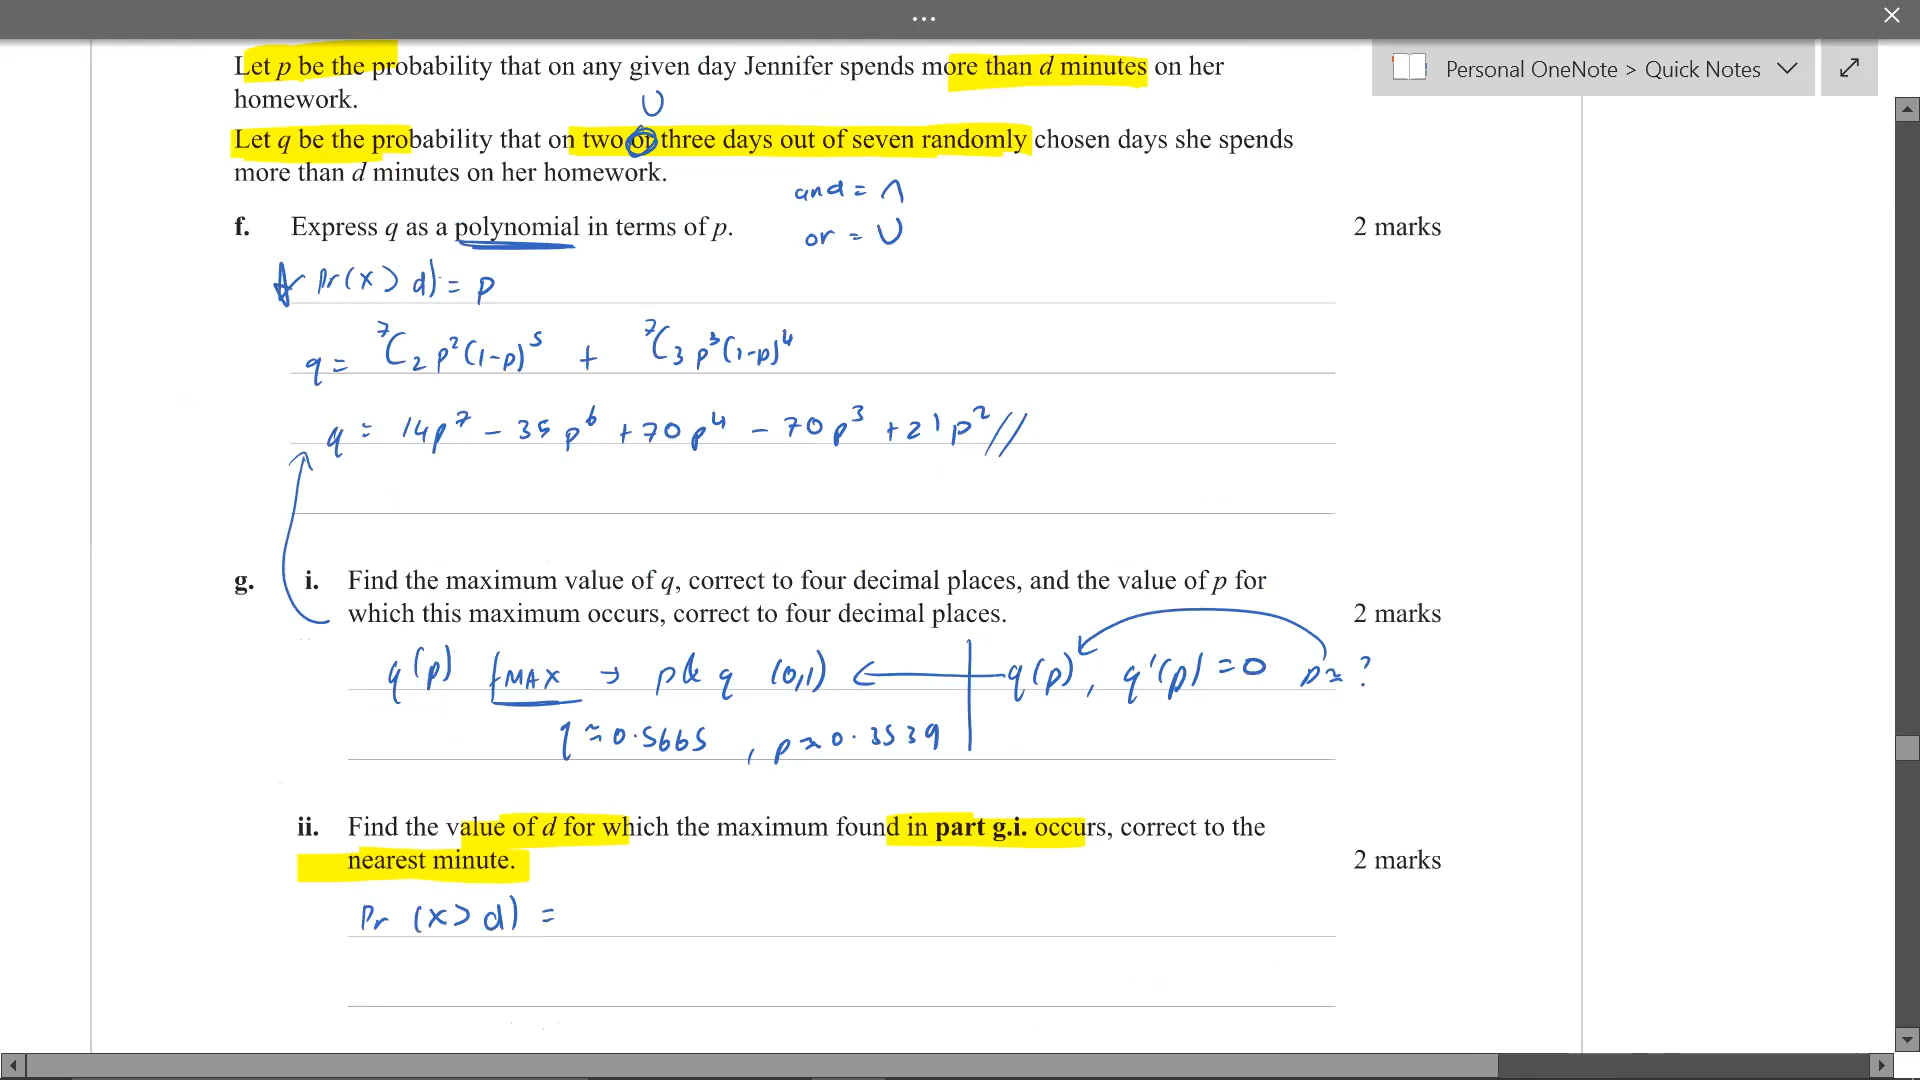 ...
Personal OneNote > Quick Notes
Let p be the probability that on any given day Jennifer spends more than d minutes on her
homework.
∪
Let q be the probability that on two or three days out of seven randomly chosen days she spends
more than d minutes on her homework.
and = ∩
or = ∪
f. Express q as a polynomial in terms of p. 2 marks
Pr(x > d) = p
q = ⁷C₂ p²(1-p)⁵ + ⁷C₃ p³(1-p)⁴
q = 14p⁷ - 35p⁶ + 70p⁴ - 70p³ + 21p² //
g. i. Find the maximum value of q, correct to four decimal places, and the value of p for
which this maximum occurs, correct to four decimal places. 2 marks
q(p) fMAX → p & q (0,1) ← q(p), q'(p) = 0 p ≈ ?
q ≈ 0.5665, p ≈ 0.3539
ii. Find the value of d for which the maximum found in part g.i. occurs, correct to the
nearest minute. 2 marks
Pr (x > d) =